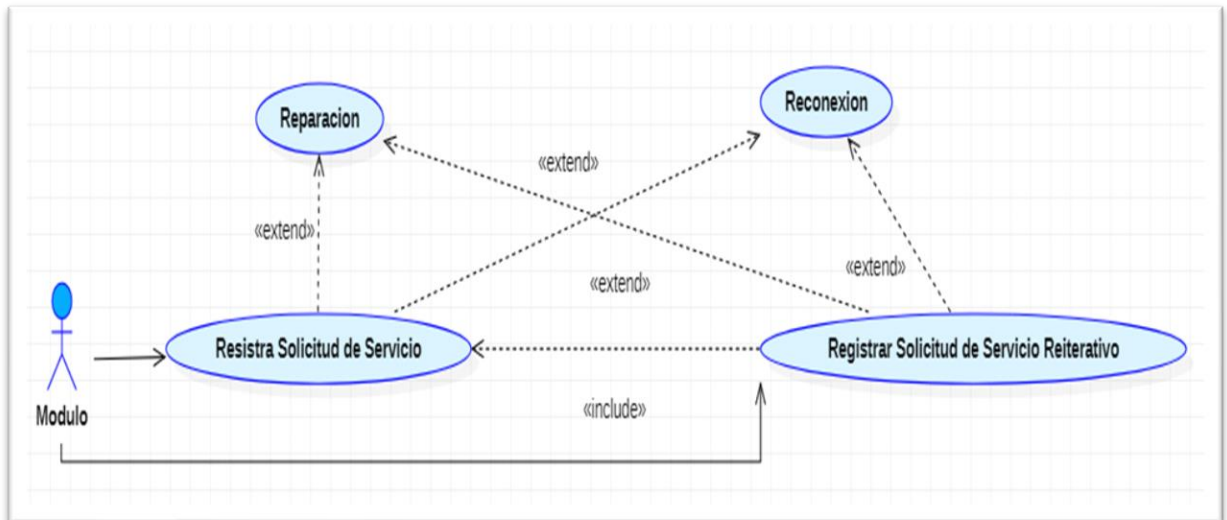 Reparacion
Reconexion
«extend»
«extend»
«extend»
«extend»
Resistra Solicitud de Servicio
Registrar Solicitud de Servicio Reiterativo
«include»
Modulo